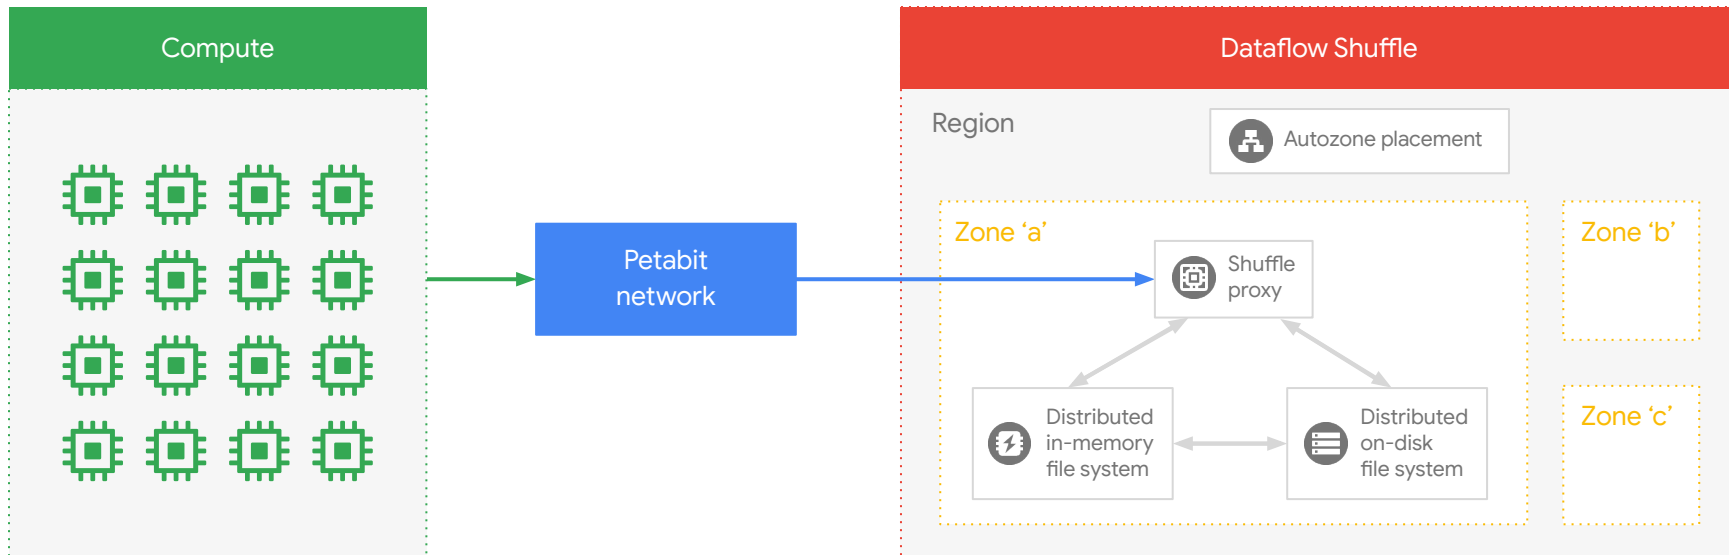 Compute
Dataflow Shuffle
Region
Autozone placement
Zone ‘a’
Zone ‘b’
Petabit
network
Shuffle
proxy
Distributed
in-memory
file system
Distributed
on-disk
file system
Zone ‘c’